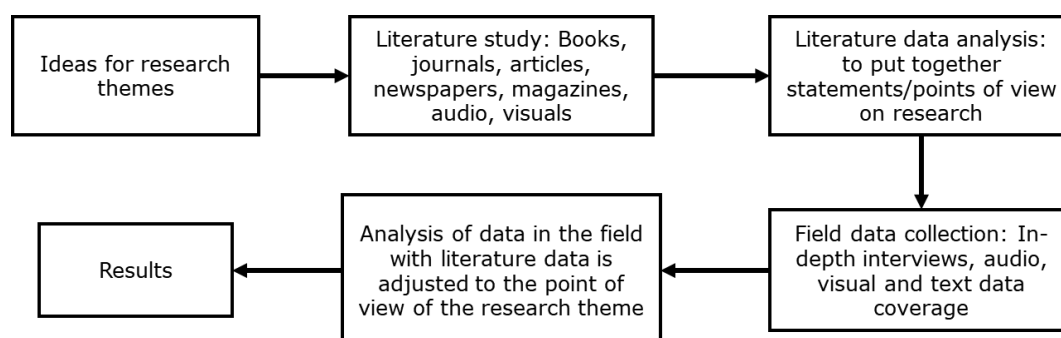 Ideas for research
themes
Literature study: Books,
journals, articles,
newspapers, magazines,
audio, visuals
Literature data analysis:
to put together
statements/points of view
on research
Field data collection: In-
depth interviews, audio,
visual and text data
coverage
Analysis of data in the field
with literature data is
adjusted to the point of
view of the research theme
Results